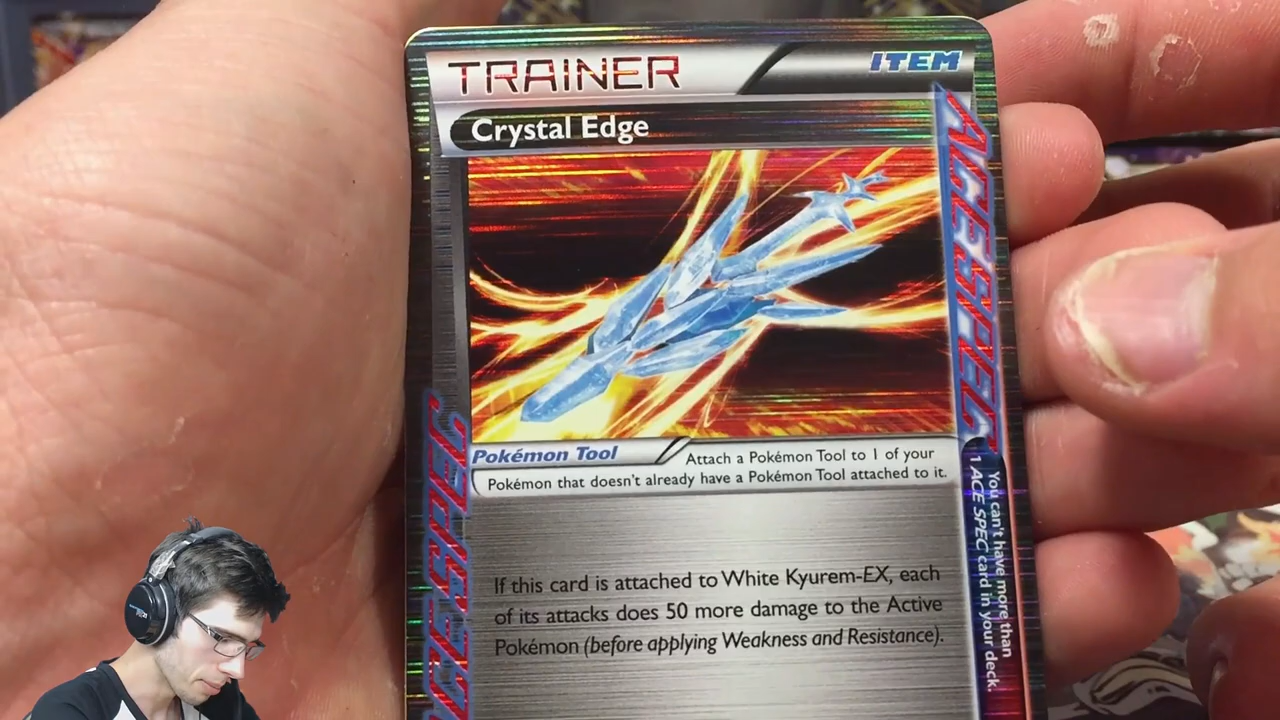 TRAINER
ITEM
Crystal Edge
ACE SPEC
Pokémon Tool
Attach a Pokémon Tool to 1 of your
Pokémon that doesn't already have a Pokémon Tool attached to it.
ACE SPEC
You can't have more than
1 ACE SPEC card in your deck.
If this card is attached to White Kyurem-EX, each
of its attacks does 50 more damage to the Active
Pokémon (before applying Weakness and Resistance).